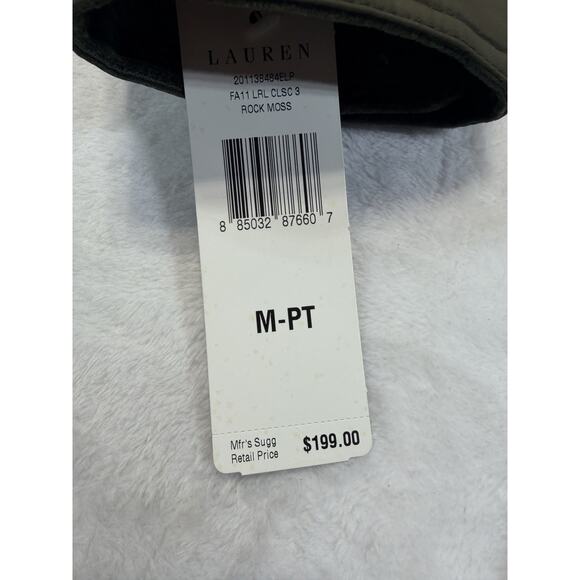 LAUREN
201138484ELP
FA11 LRL CLSC 3
ROCK MOSS
8 85032 87660 7
M-PT
Mfr's Sugg
Retail Price $199.00